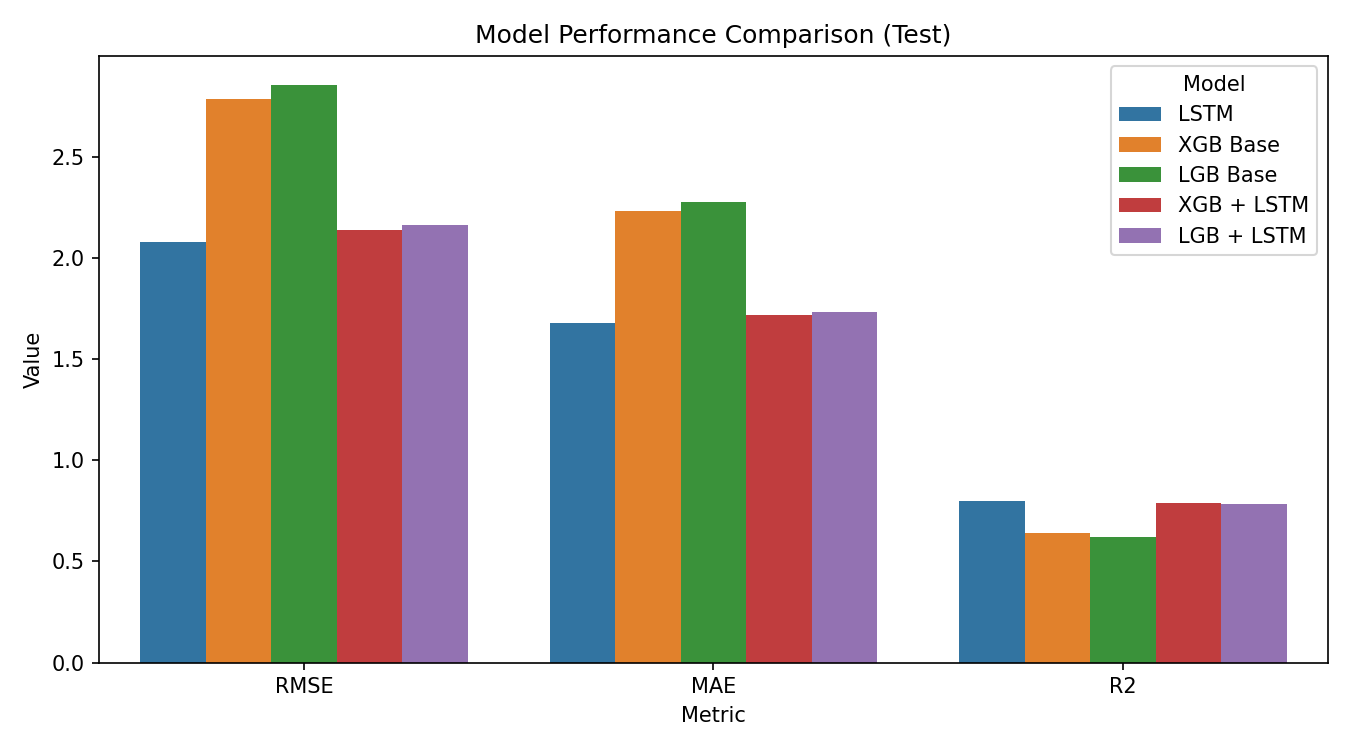 Model Performance Comparison (Test)
Model
LSTM
XGB Base
LGB Base
XGB + LSTM
LGB + LSTM
Value
2.5
2.0
1.5
1.0
0.5
0.0
RMSE
MAE
R2
Metric